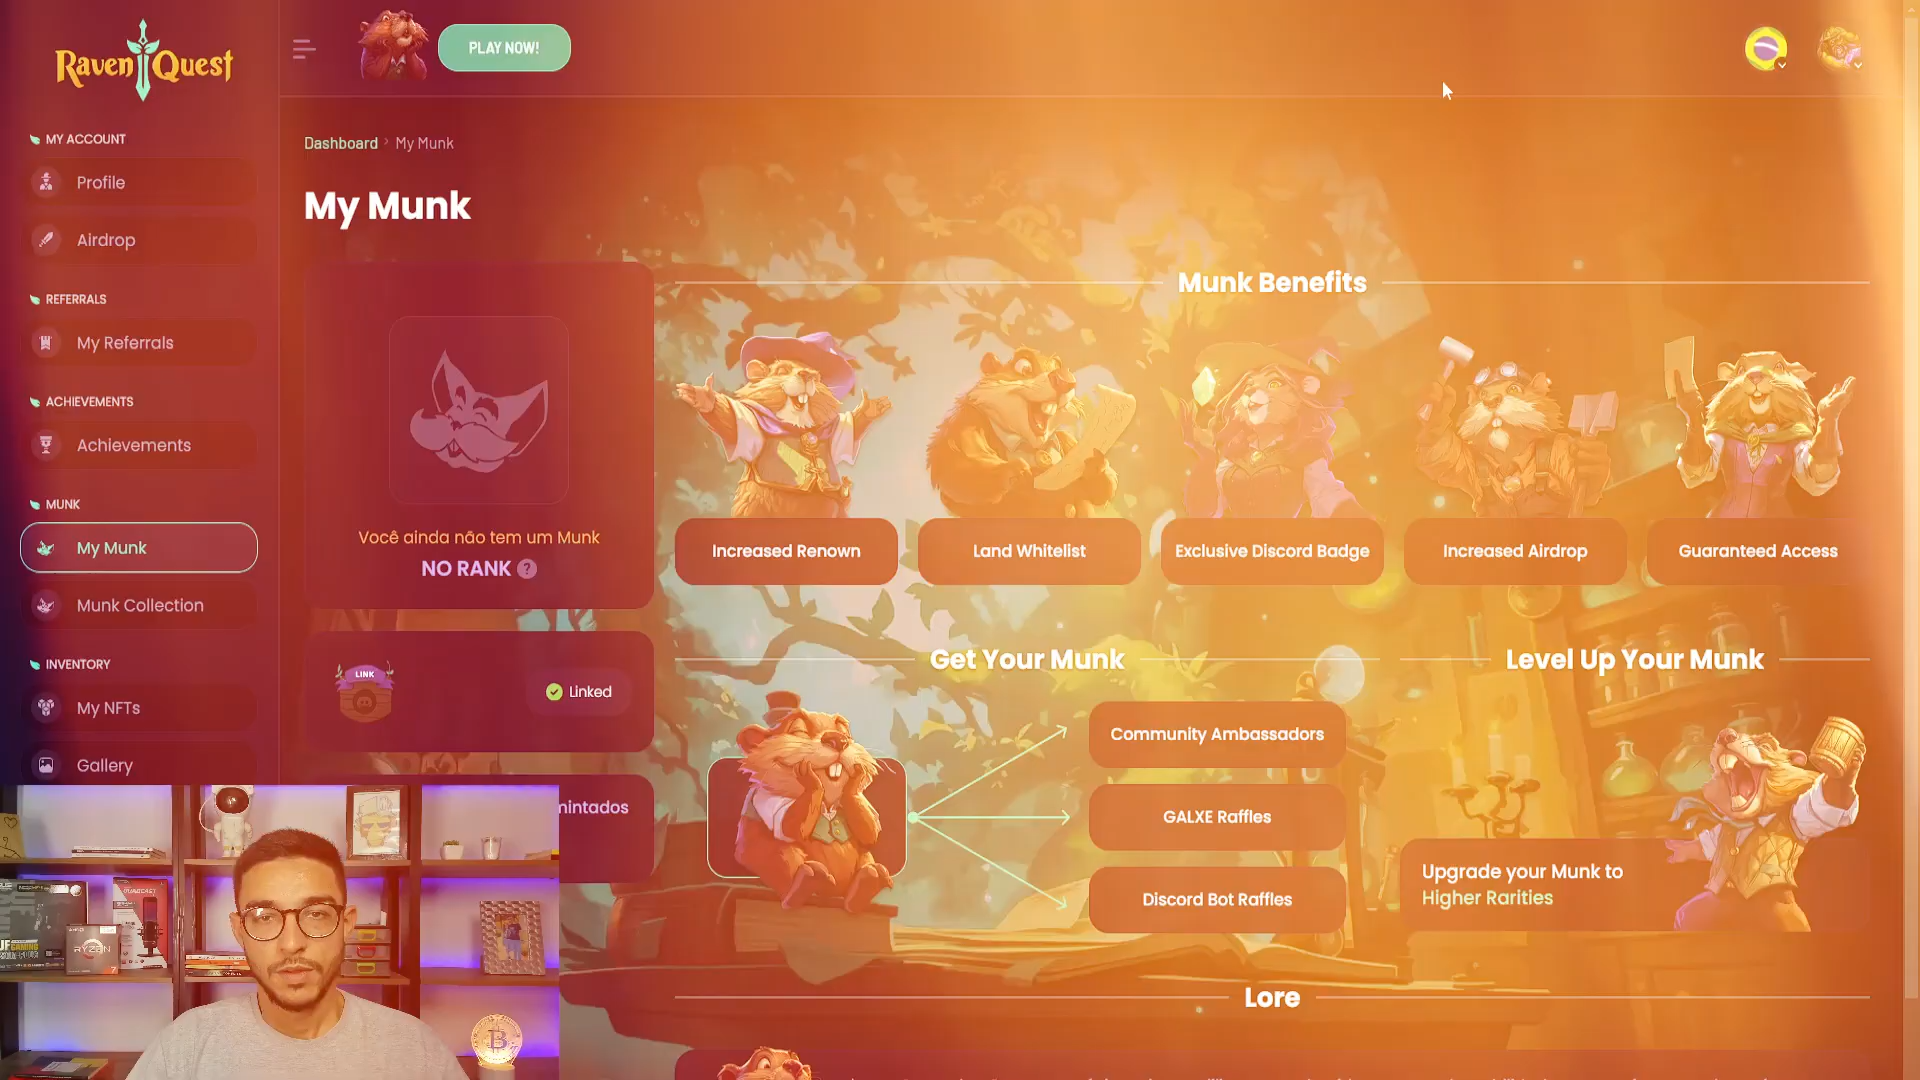 Raven Quest
PLAY NOW!
MY ACCOUNT
Profile
Airdrop
REFERRALS
My Referrals
ACHIEVEMENTS
Achievements
MUNK
My Munk
Munk Collection
INVENTORY
My NFTs
Gallery
Dashboard › My Munk
My Munk
Você ainda não tem um Munk
NO RANK ?
LINK
Linked
mintados
Munk Benefits
Increased Renown
Land Whitelist
Exclusive Discord Badge
Increased Airdrop
Guaranteed Access
Get Your Munk
Community Ambassadors
GALXE Raffles
Discord Bot Raffles
Level Up Your Munk
Upgrade your Munk to
Higher Rarities
Lore
RYZEN
7